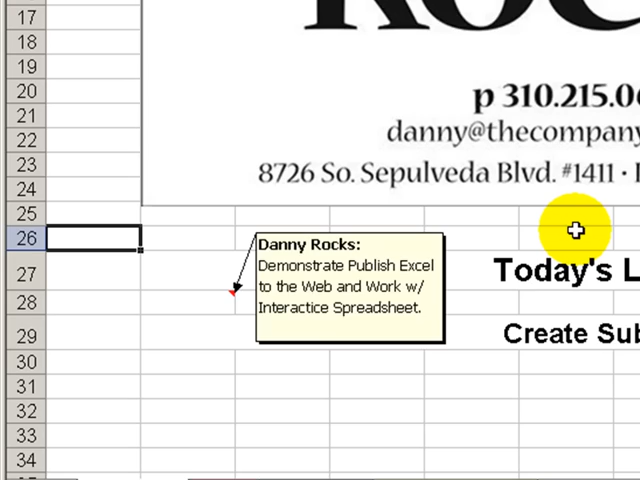 17
18
19
20
21
22
23
24
25
26
27
28
29
30
31
32
33
34
p 310.215.0
danny@thecompany
8726 So. Sepulveda Blvd. #1411 ·
Danny Rocks:
Demonstrate Publish Excel
to the Web and Work w/
Interactice Spreadsheet.
Today's L
Create Sub